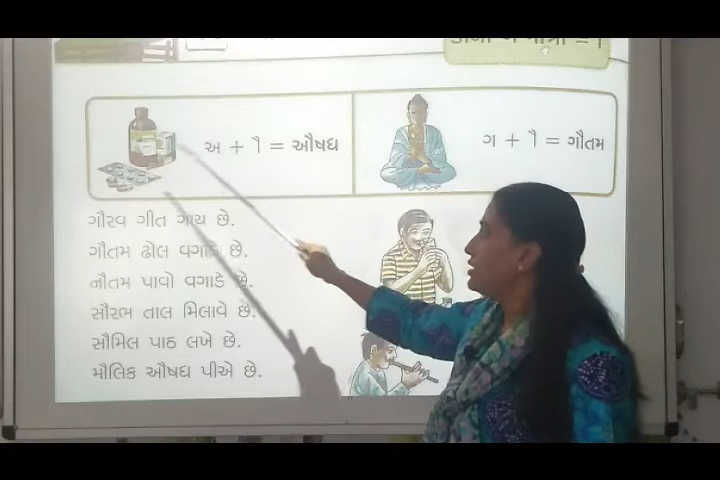 અ + ૌ = ઔષધ
ગ + ૌ = ગૌતમ
ગૌરવ ગીત ગાય છે.
ગૌતમ ઢોલ વગાડે છે.
નૌતમ પાવો વગાડે છે.
સૌરભ તાલ મિલાવે છે.
સૌમિલ પાઠ લખે છે.
મૌલિક ઔષધ પીએ છે.